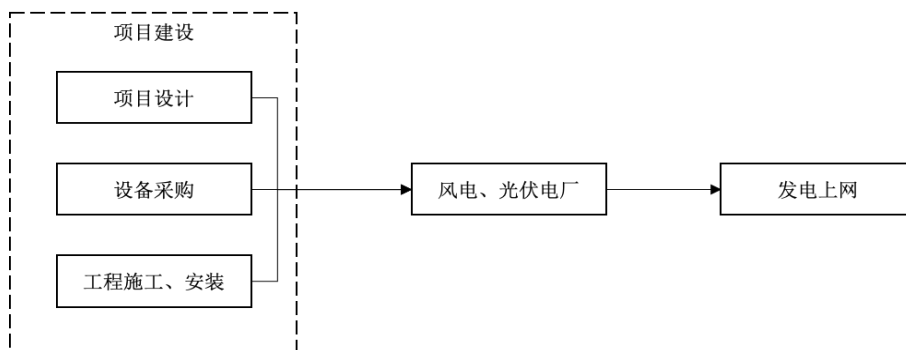 项目建设
项目设计
设备采购
工程施工、安装
风电、光伏电厂
发电上网